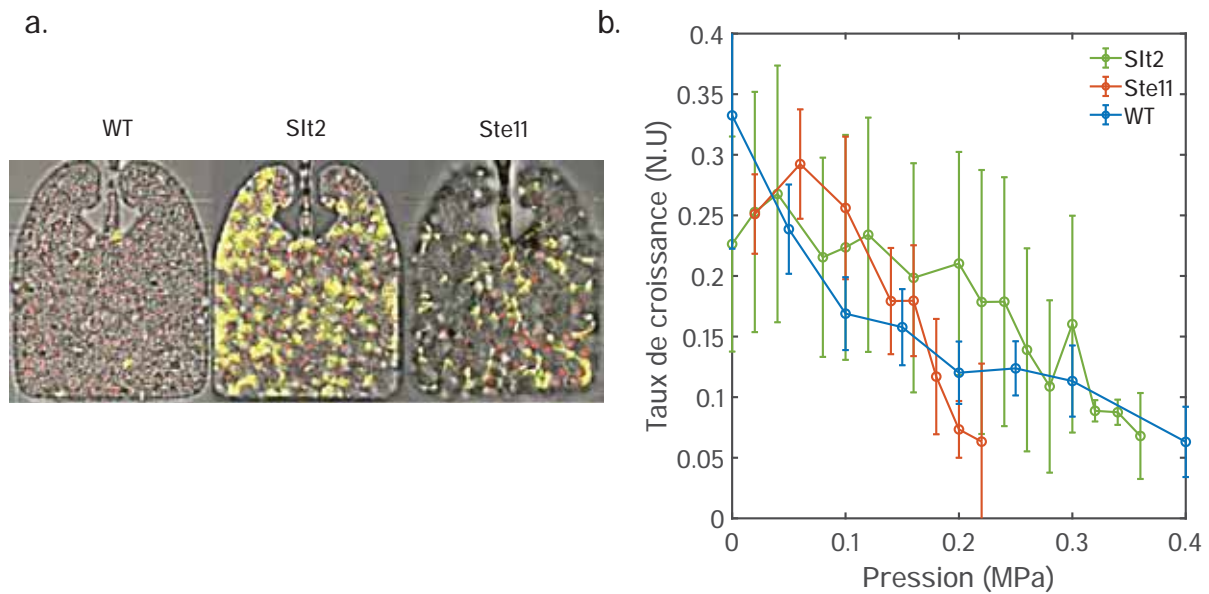 a.
WT
Slt2
Ste11
b.
Slt2
Ste11
WT
Taux de croissance (N.U)
0.4
0.35
0.3
0.25
0.2
0.15
0.1
0.05
0
0
0.1
0.2
0.3
0.4
Pression (MPa)